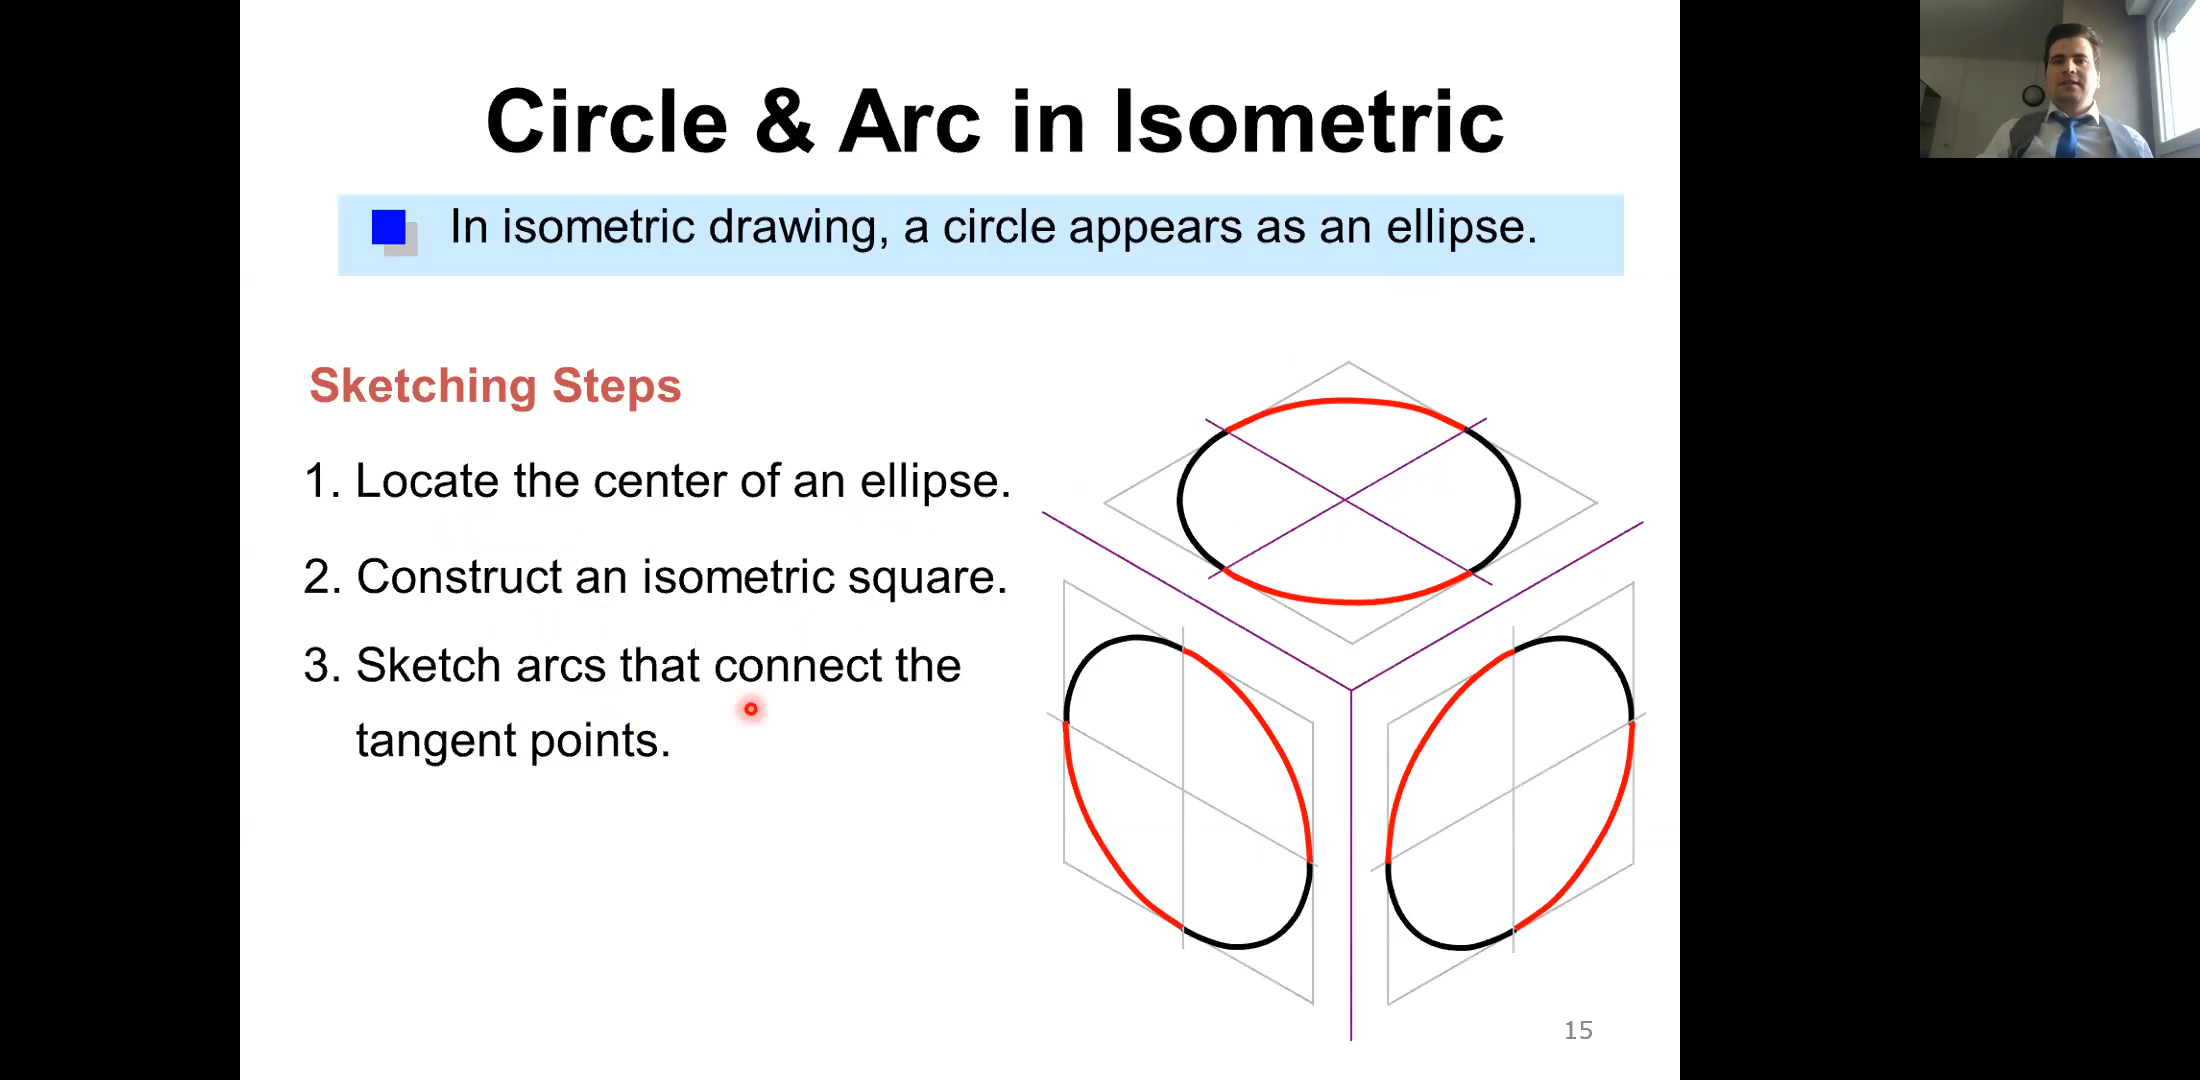 Circle & Arc in Isometric
In isometric drawing, a circle appears as an ellipse.
Sketching Steps
1. Locate the center of an ellipse.
2. Construct an isometric square.
3. Sketch arcs that connect the
tangent points.
15